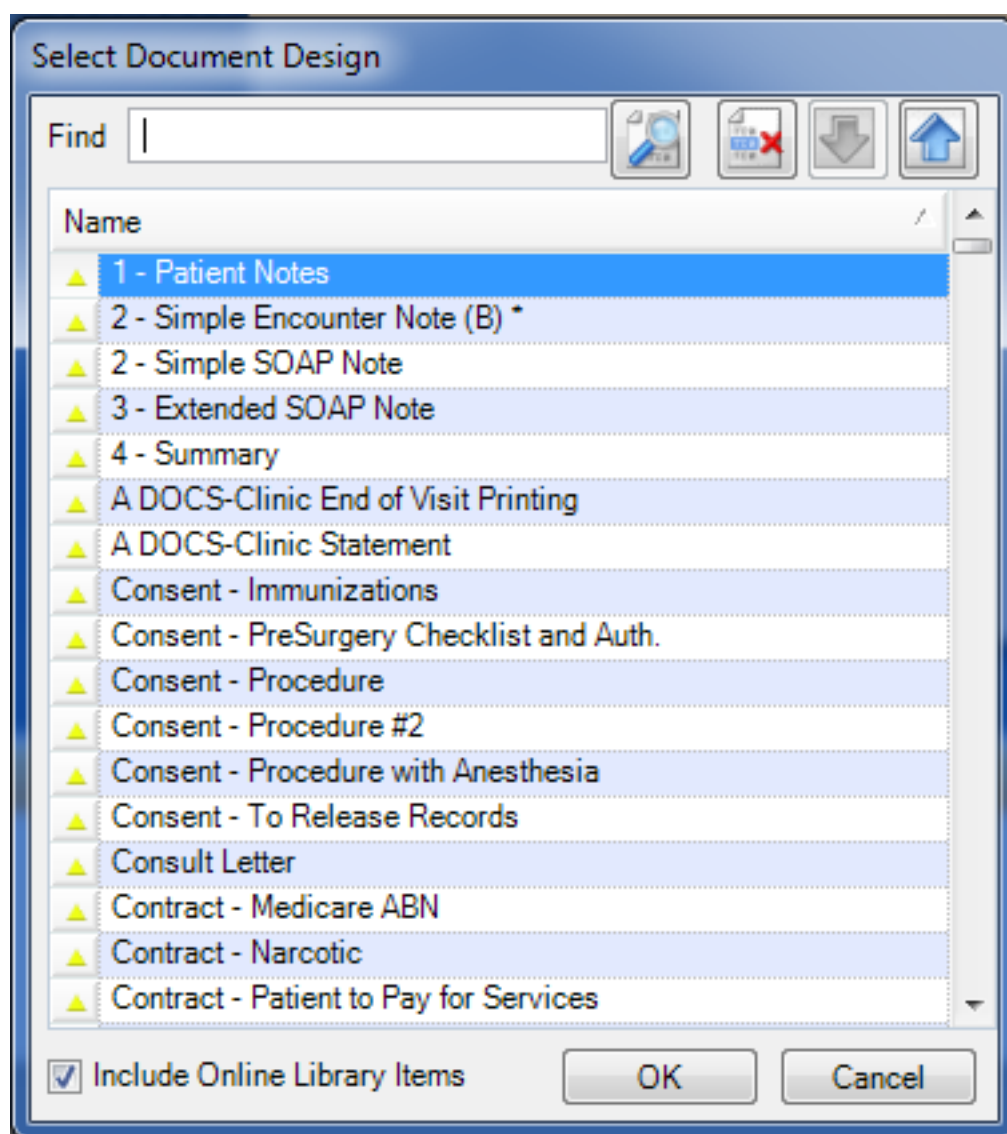 Select Document Design
Find
Name
1 - Patient Notes
2 - Simple Encounter Note (B) *
2 - Simple SOAP Note
3 - Extended SOAP Note
4 - Summary
A DOCS-Clinic End of Visit Printing
A DOCS-Clinic Statement
Consent - Immunizations
Consent - PreSurgery Checklist and Auth.
Consent - Procedure
Consent - Procedure #2
Consent - Procedure with Anesthesia
Consent - To Release Records
Consult Letter
Contract - Medicare ABN
Contract - Narcotic
Contract - Patient to Pay for Services
Include Online Library Items OK Cancel